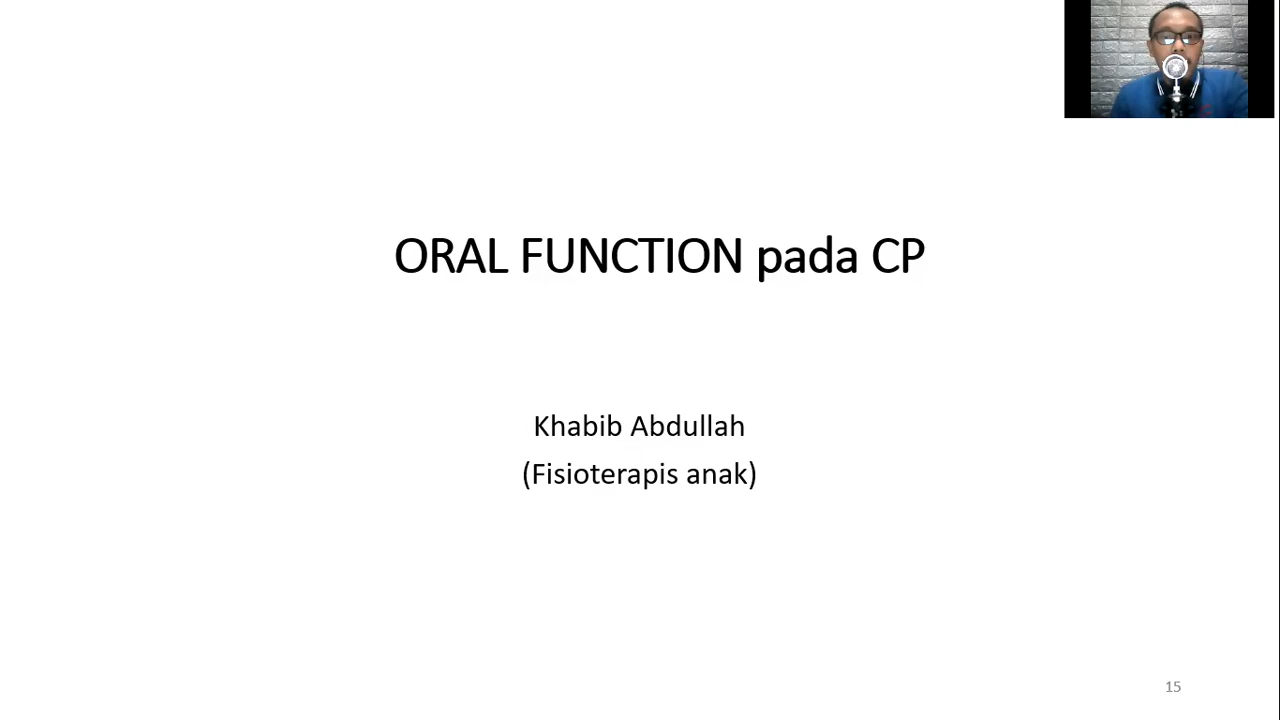 ORAL FUNCTION pada CP
Khabib Abdullah
(Fisioterapis anak)
15